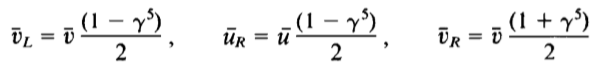 v̄_L = v̄ (1 − γ⁵)/2 , ū_R = ū (1 − γ⁵)/2 , v̄_R = v̄ (1 + γ⁵)/2